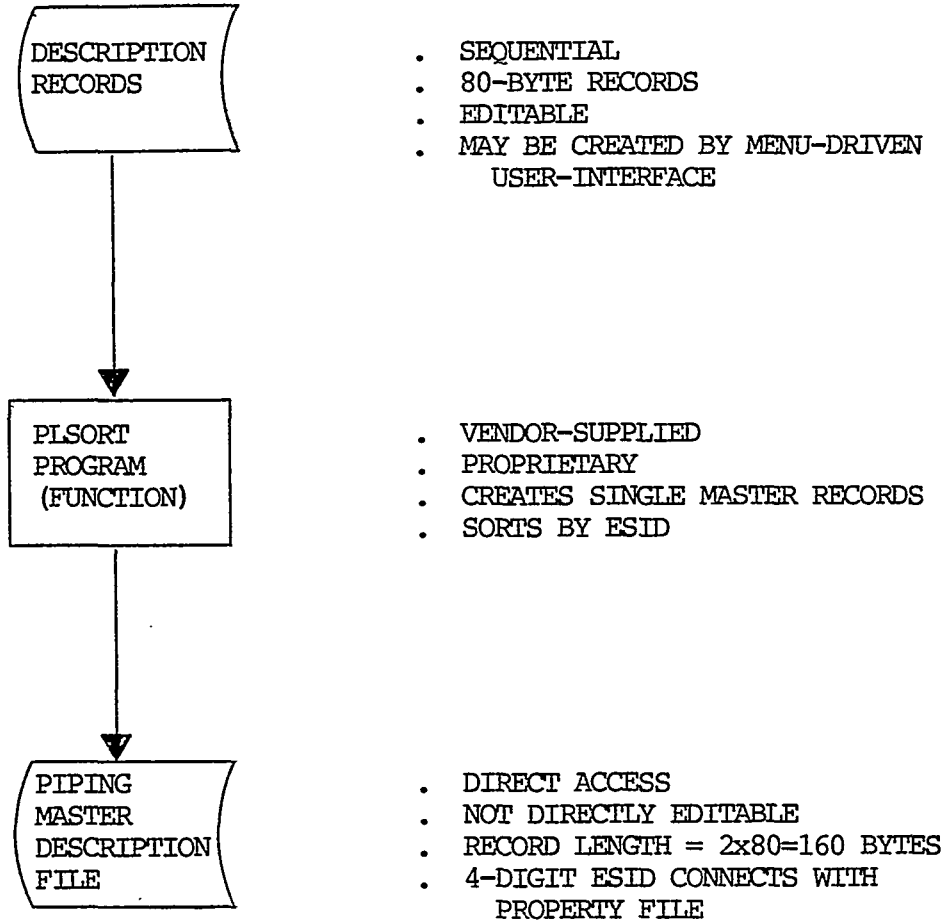 DESCRIPTION
RECORDS
. SEQUENTIAL
. 80-BYTE RECORDS
. EDITABLE
. MAY BE CREATED BY MENU-DRIVEN
USER-INTERFACE
PLSORT
PROGRAM
(FUNCTION)
. VENDOR-SUPPLIED
. PROPRIETARY
. CREATES SINGLE MASTER RECORDS
. SORTS BY ESID
PIPING
MASTER
DESCRIPTION
FILE
. DIRECT ACCESS
. NOT DIRECTLY EDITABLE
. RECORD LENGTH = 2x80=160 BYTES
. 4-DIGIT ESID CONNECTS WITH
PROPERTY FILE